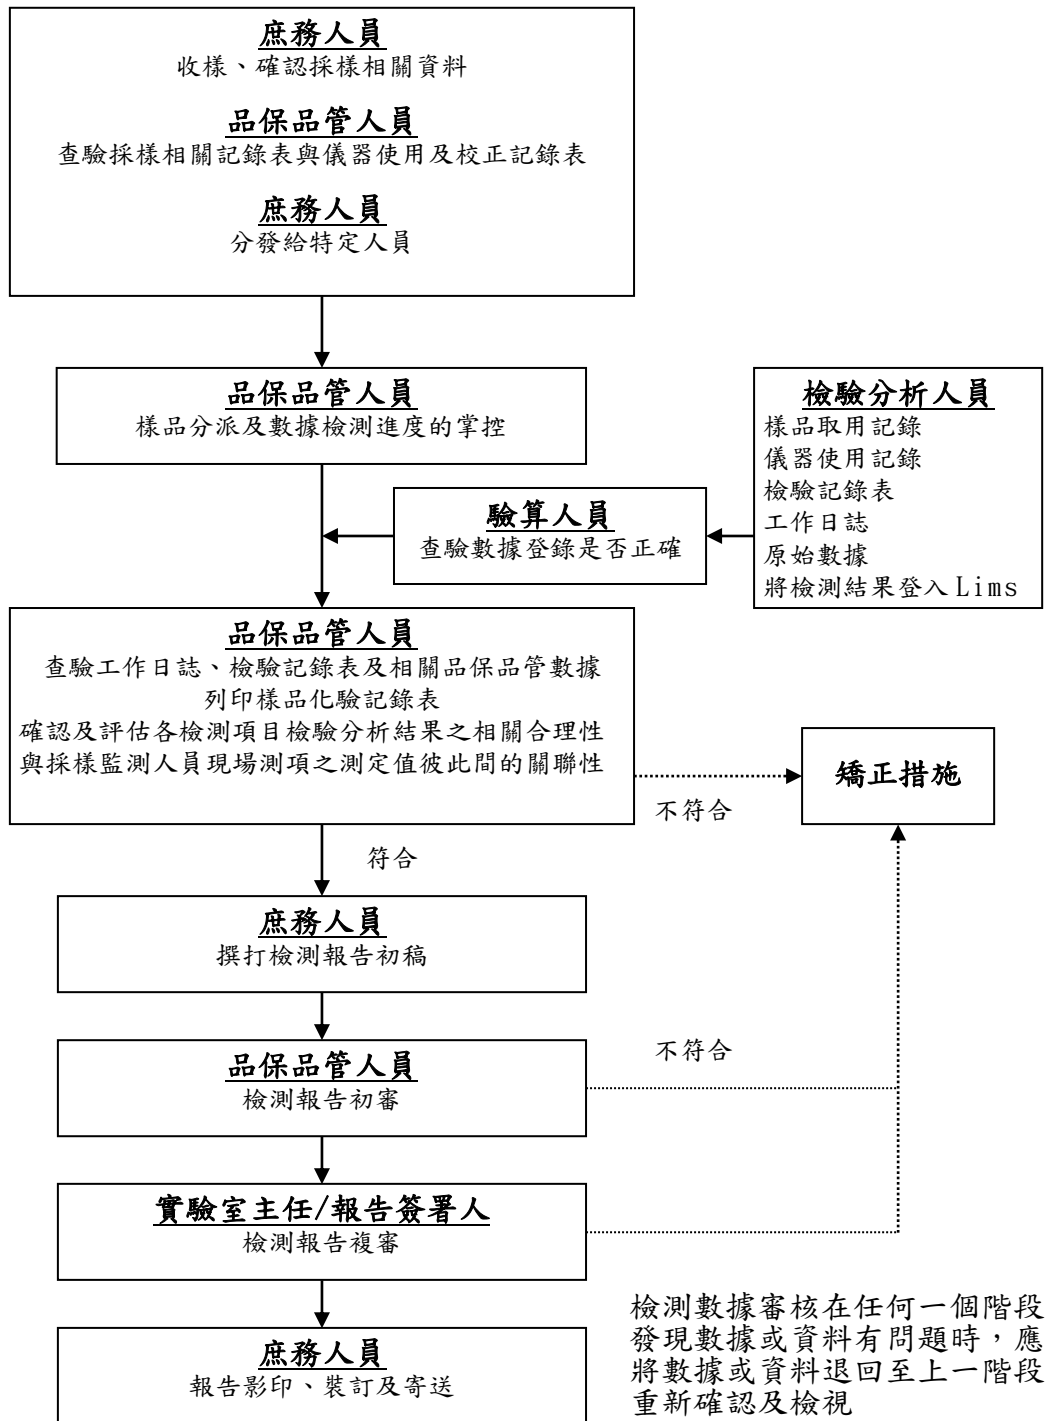 庶務人員
收樣、確認採樣相關資料
品保品管人員
查驗採樣相關記錄表與儀器使用及校正記錄表
庶務人員
分發給特定人員
品保品管人員
樣品分派及數據檢測進度的掌控
檢驗分析人員
樣品取用記錄
儀器使用記錄
檢驗記錄表
工作日誌
原始數據
將檢測結果登入 Lims
驗算人員
查驗數據登錄是否正確
品保品管人員
查驗工作日誌、檢驗記錄表及相關品保品管數據
列印樣品化驗記錄表
確認及評估各檢測項目檢驗分析結果之相關合理性
與採樣監測人員現場測項之測定值彼此間的關聯性
矯正措施
不符合
符合
庶務人員
撰打檢測報告初稿
品保品管人員
檢測報告初審
不符合
實驗室主任/報告簽署人
檢測報告複審
庶務人員
報告影印、裝訂及寄送
檢測數據審核在任何一個階段
發現數據或資料有問題時，應
將數據或資料退回至上一階段
重新確認及檢視